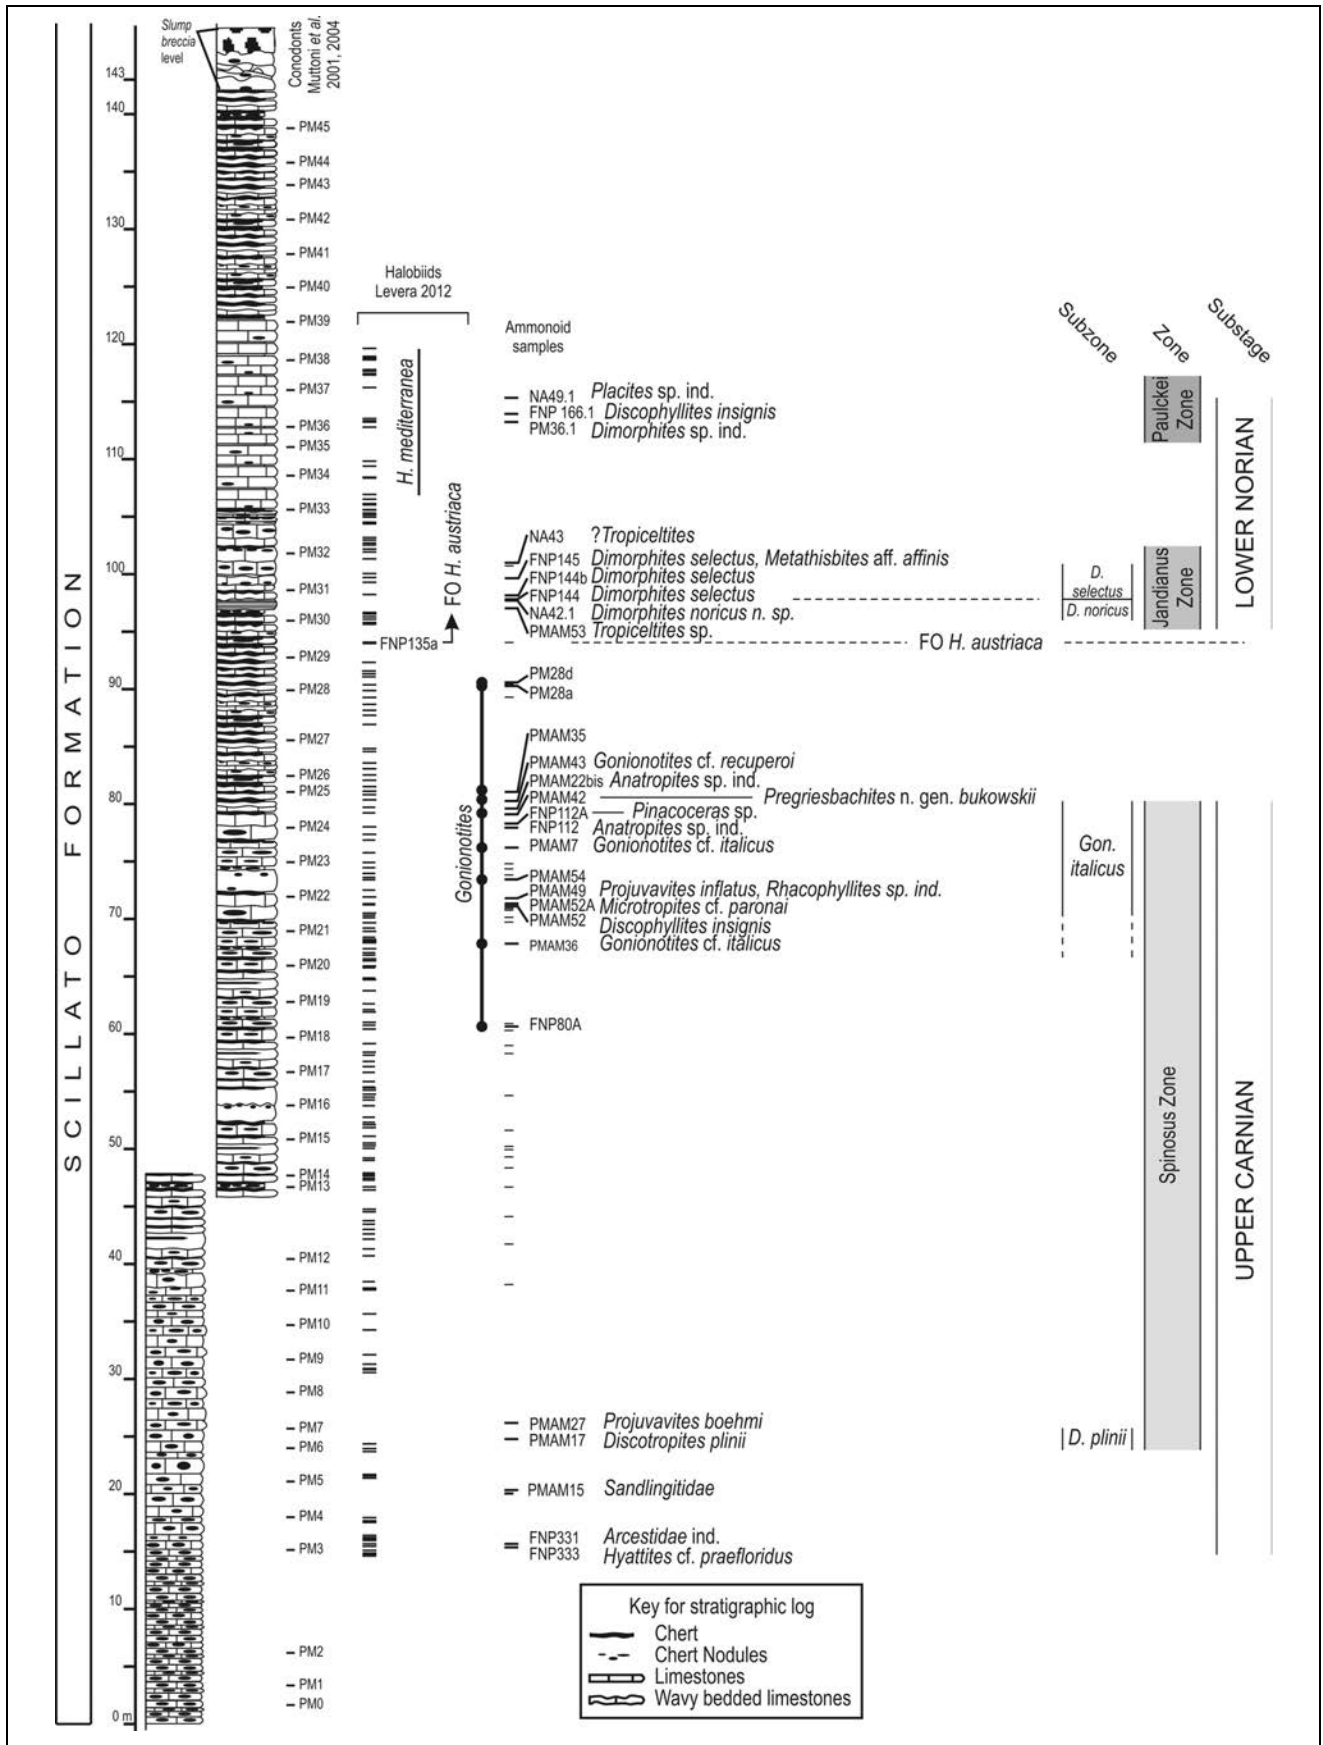 Slump
breccia
level
Conodonts
Muttoni et al.
2001, 2004
SCILLATO FORMATION
143
140
130
120
110
100
90
80
70
60
50
40
30
20
10
0 m
PM45
PM44
PM43
PM42
PM41
PM40
PM39
PM38
PM37
PM36
PM35
PM34
PM33
PM32
PM31
PM30
PM29
PM28
PM27
PM26
PM25
PM24
PM23
PM22
PM21
PM20
PM19
PM18
PM17
PM16
PM15
PM14
PM13
PM12
PM11
PM10
PM9
PM8
PM7
PM6
PM5
PM4
PM3
PM2
PM1
PM0
Halobiids
Levera 2012
H. mediterranea
FO H. austriaca
FNP135a
Gonionotites
Ammonoid
samples
NA49.1 Placites sp. ind.
FNP 166.1 Discophyllites insignis
PM36.1 Dimorphites sp. ind.
NA43 ?Tropiceltites
FNP145 Dimorphites selectus, Metathisbites aff. affinis
FNP144b Dimorphites selectus
FNP144 Dimorphites selectus
NA42.1 Dimorphites noricus n. sp.
PMAM53 Tropiceltites sp.
FO H. austriaca
PM28d
PM28a
PMAM35
PMAM43 Gonionotites cf. recuperoi
PMAM22bis Anatropites sp. ind.
PMAM42 Pregriesbachites n. gen. bukowskii
FNP112A Pinacoceras sp.
FNP112 Anatropites sp. ind.
PMAM7 Gonionotites cf. italicus
PMAM54
PMAM49 Projuvavites inflatus, Rhacophyllites sp. ind.
PMAM52A Microtropites cf. paronai
PMAM52 Discophyllites insignis
PMAM36 Gonionotites cf. italicus
FNP80A
PMAM27 Projuvavites boehmi
PMAM17 Discotropites plinii
PMAM15 Sandlingitidae
FNP331 Arcestidae ind.
FNP333 Hyattites cf. praefloridus
Subzone
Zone
Substage
D.
selectus
D. noricus
Gon.
italicus
D. plinii
Paulckei
Zone
Jandianus
Zone
Spinosus Zone
LOWER NORIAN
UPPER CARNIAN
Key for stratigraphic log
Chert
Chert Nodules
Limestones
Wavy bedded limestones